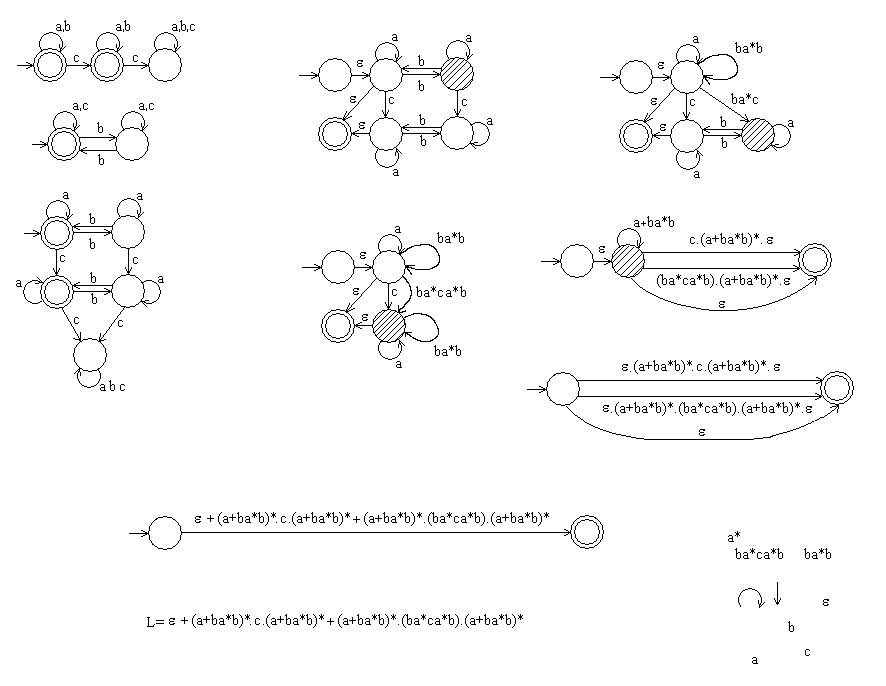 a,b a,b a,b,c
c c
a,c a,c
b
b
a a
b
b
c c
a b a
b
c c
a b c
a a
ε b
b
ε c c
ε b a
b
a
a ba*b
ε
ε c ba*c
ε b a
b
a
a ba*b
ε
ε c ba*ca*b
ε
ba*b
a
a+ba*b
c.(a+ba*b)*. ε
ε
(ba*ca*b).(a+ba*b)*.ε
ε
ε.(a+ba*b)*.c.(a+ba*b)*. ε
ε.(a+ba*b)*.(ba*ca*b).(a+ba*b)*.ε
ε
ε + (a+ba*b)*.c.(a+ba*b)* + (a+ba*b)*.(ba*ca*b).(a+ba*b)*
a*
ba*ca*b ba*b
ε
b
c
a
L= ε + (a+ba*b)*.c.(a+ba*b)* + (a+ba*b)*.(ba*ca*b).(a+ba*b)*